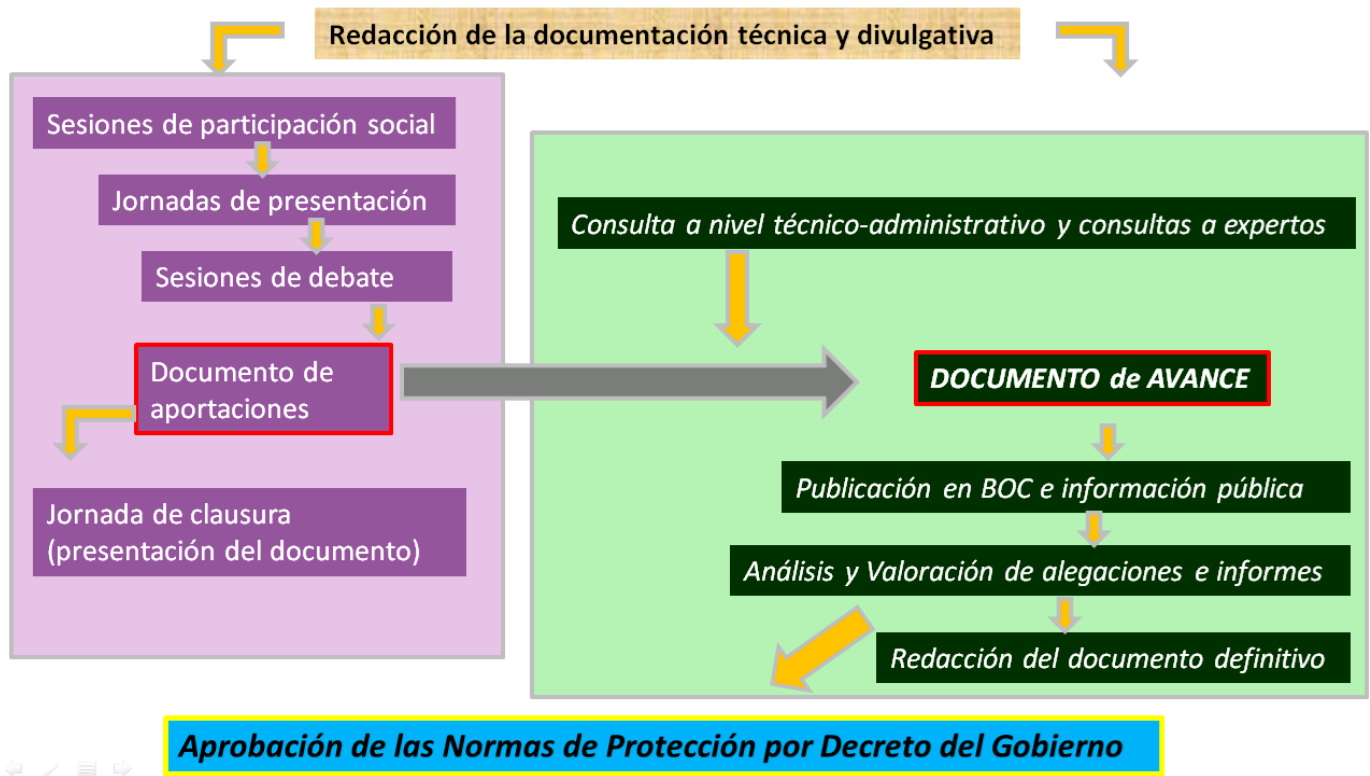 Redacción de la documentación técnica y divulgativa
Sesiones de participación social
Jornadas de presentación
Sesiones de debate
Documento de
aportaciones
Jornada de clausura
(presentación del documento)
Consulta a nivel técnico-administrativo y consultas a expertos
DOCUMENTO de AVANCE
Publicación en BOC e información pública
Análisis y Valoración de alegaciones e informes
Redacción del documento definitivo
Aprobación de las Normas de Protección por Decreto del Gobierno